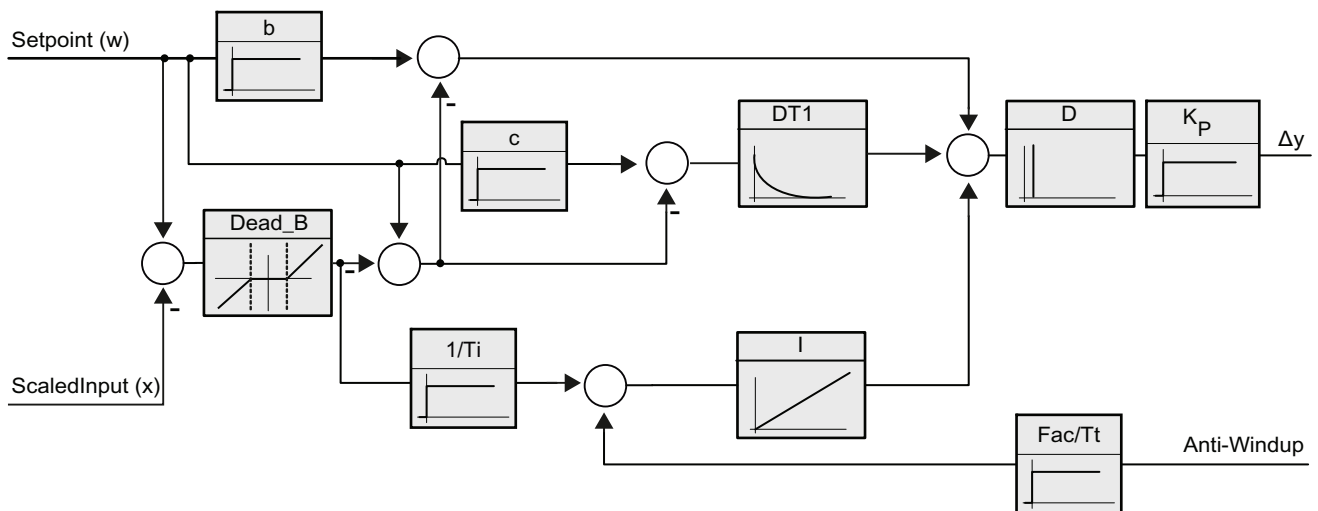 b
Setpoint (w)
-
DT1
D
K_P
Δy
c
-
Dead_B
-
-
1/Ti
I
ScaledInput (x)
Fac/Tt
Anti-Windup